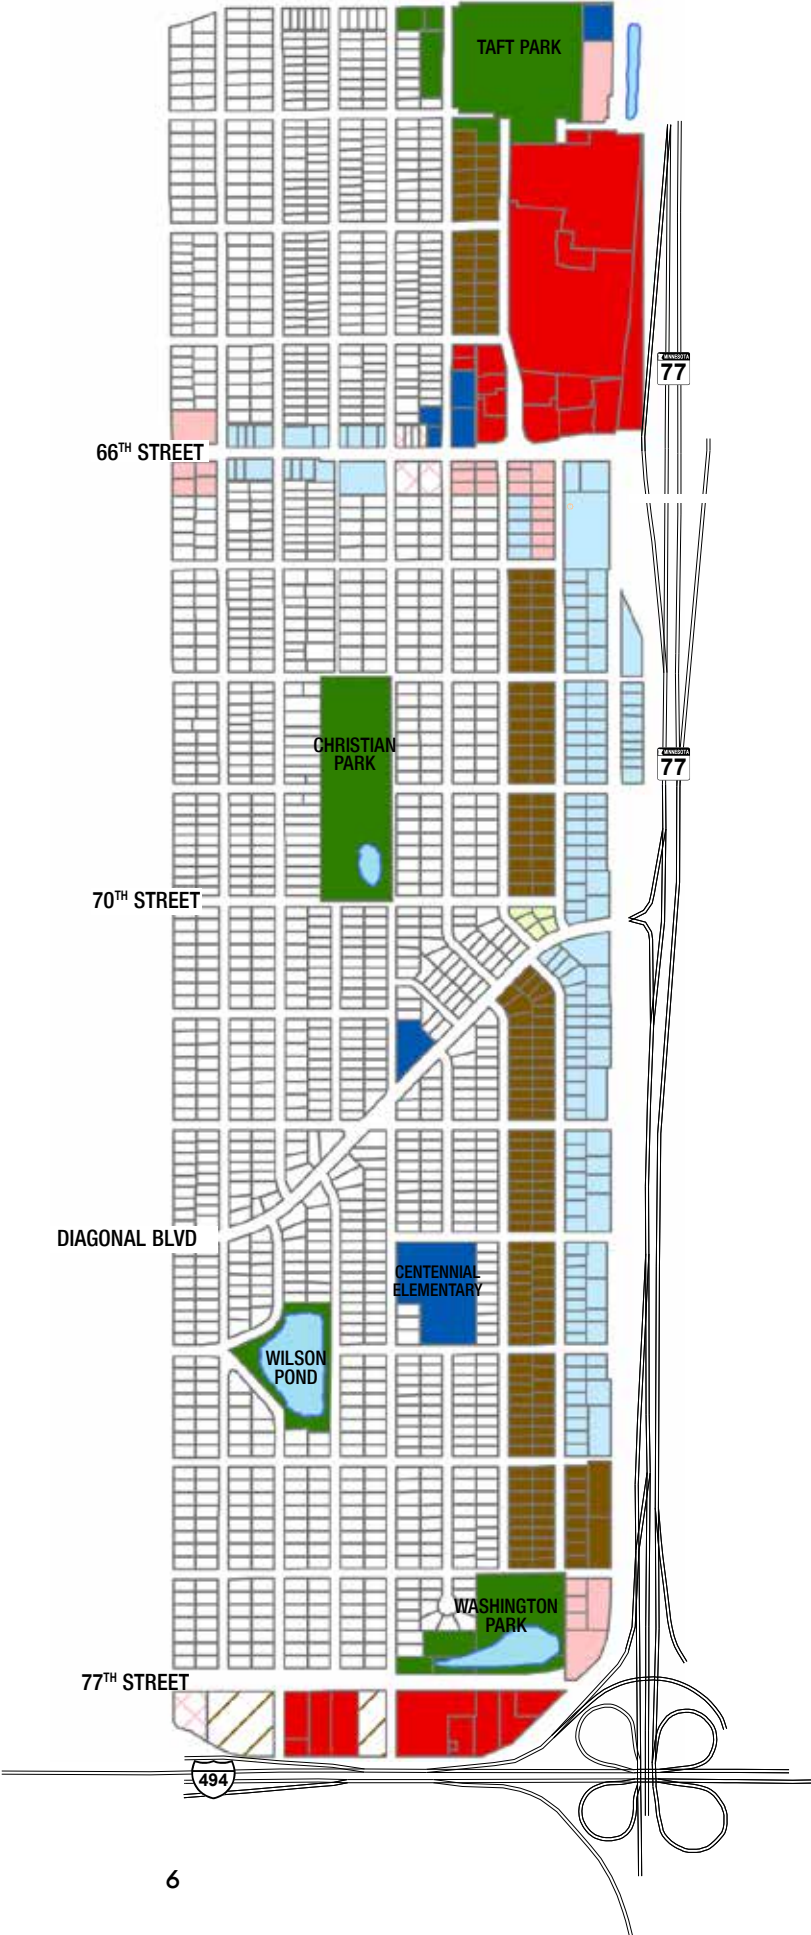 TAFT PARK
MINNESOTA
77
66TH STREET
CHRISTIAN
PARK
MINNESOTA
77
70TH STREET
DIAGONAL BLVD
CENTENNIAL
ELEMENTARY
WILSON
POND
WASHINGTON
PARK
77TH STREET
494
6